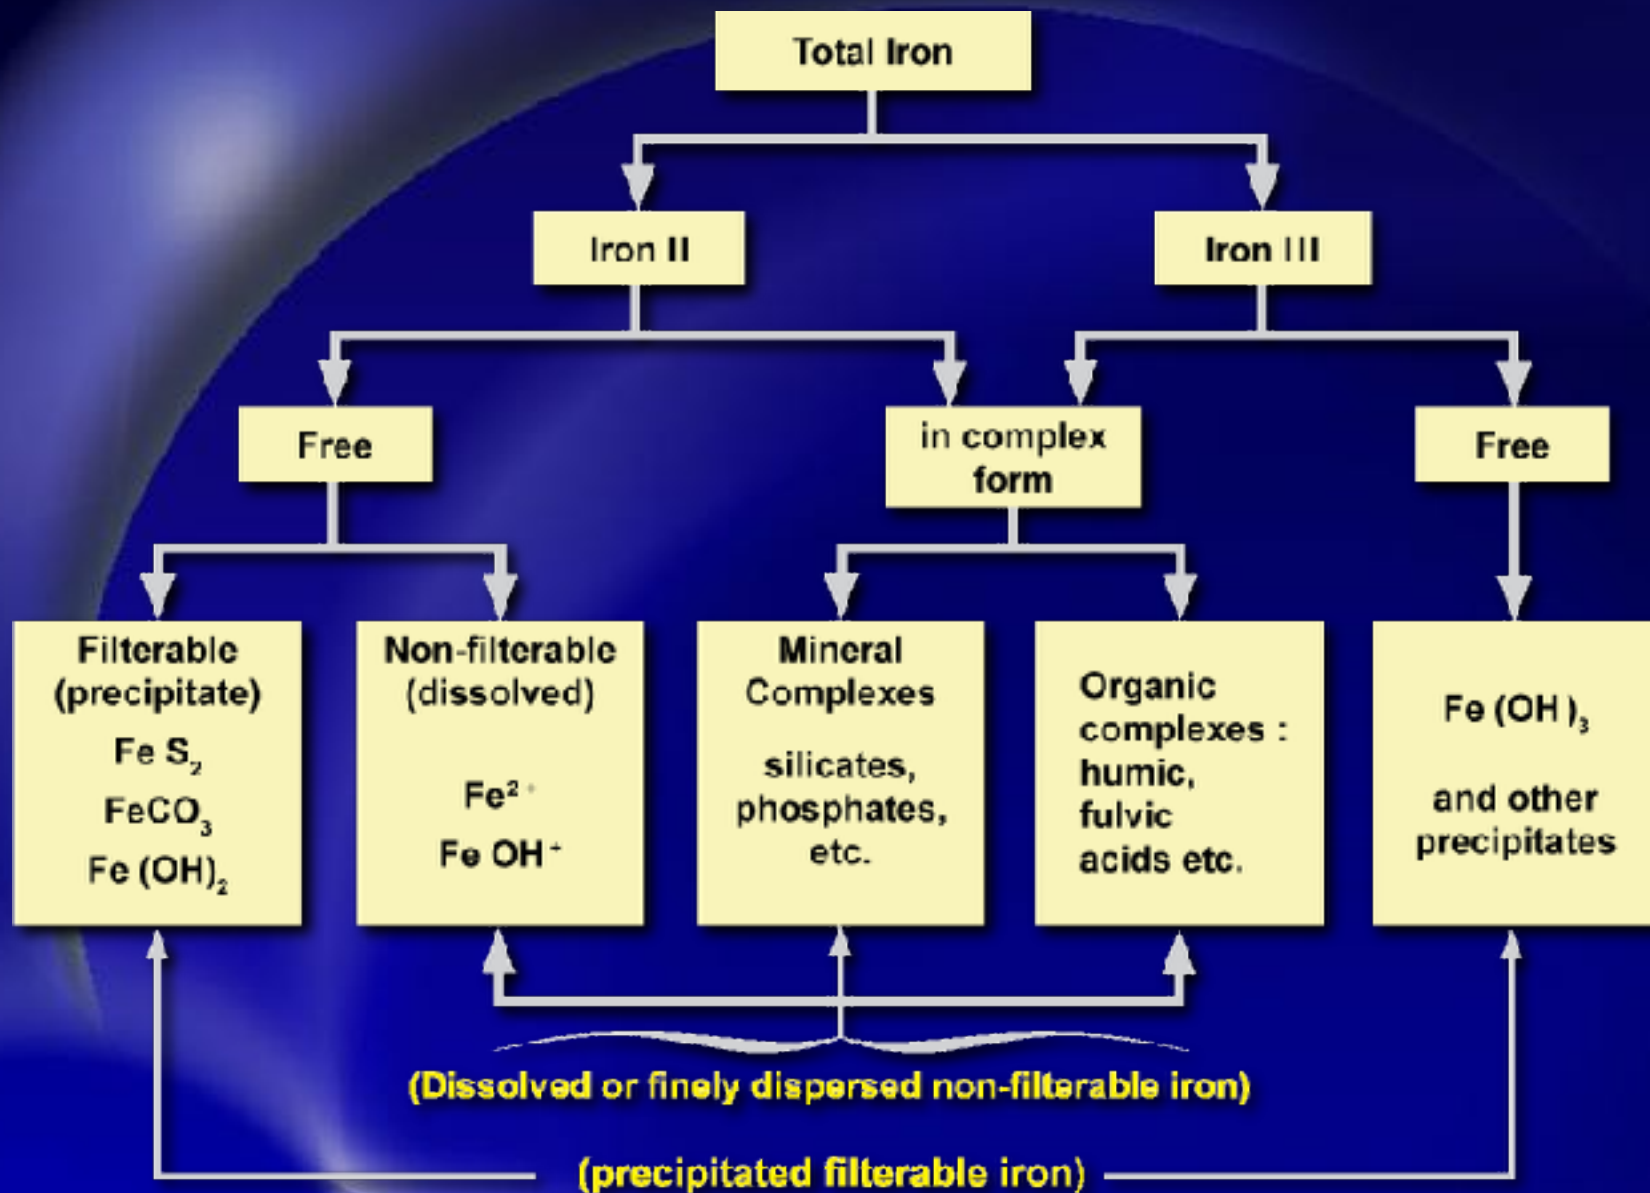 Total Iron
Iron II
Iron III
Free
in complex
form
Free
Filterable
(precipitate)
Fe S₂
FeCO₃
Fe (OH)₂
Non-filterable
(dissolved)
Fe²⁺
Fe OH⁺
Mineral
Complexes
silicates,
phosphates,
etc.
Organic
complexes :
humic,
fulvic
acids etc.
Fe (OH)₃
and other
precipitates
(Dissolved or finely dispersed non-filterable iron)
(precipitated filterable iron)